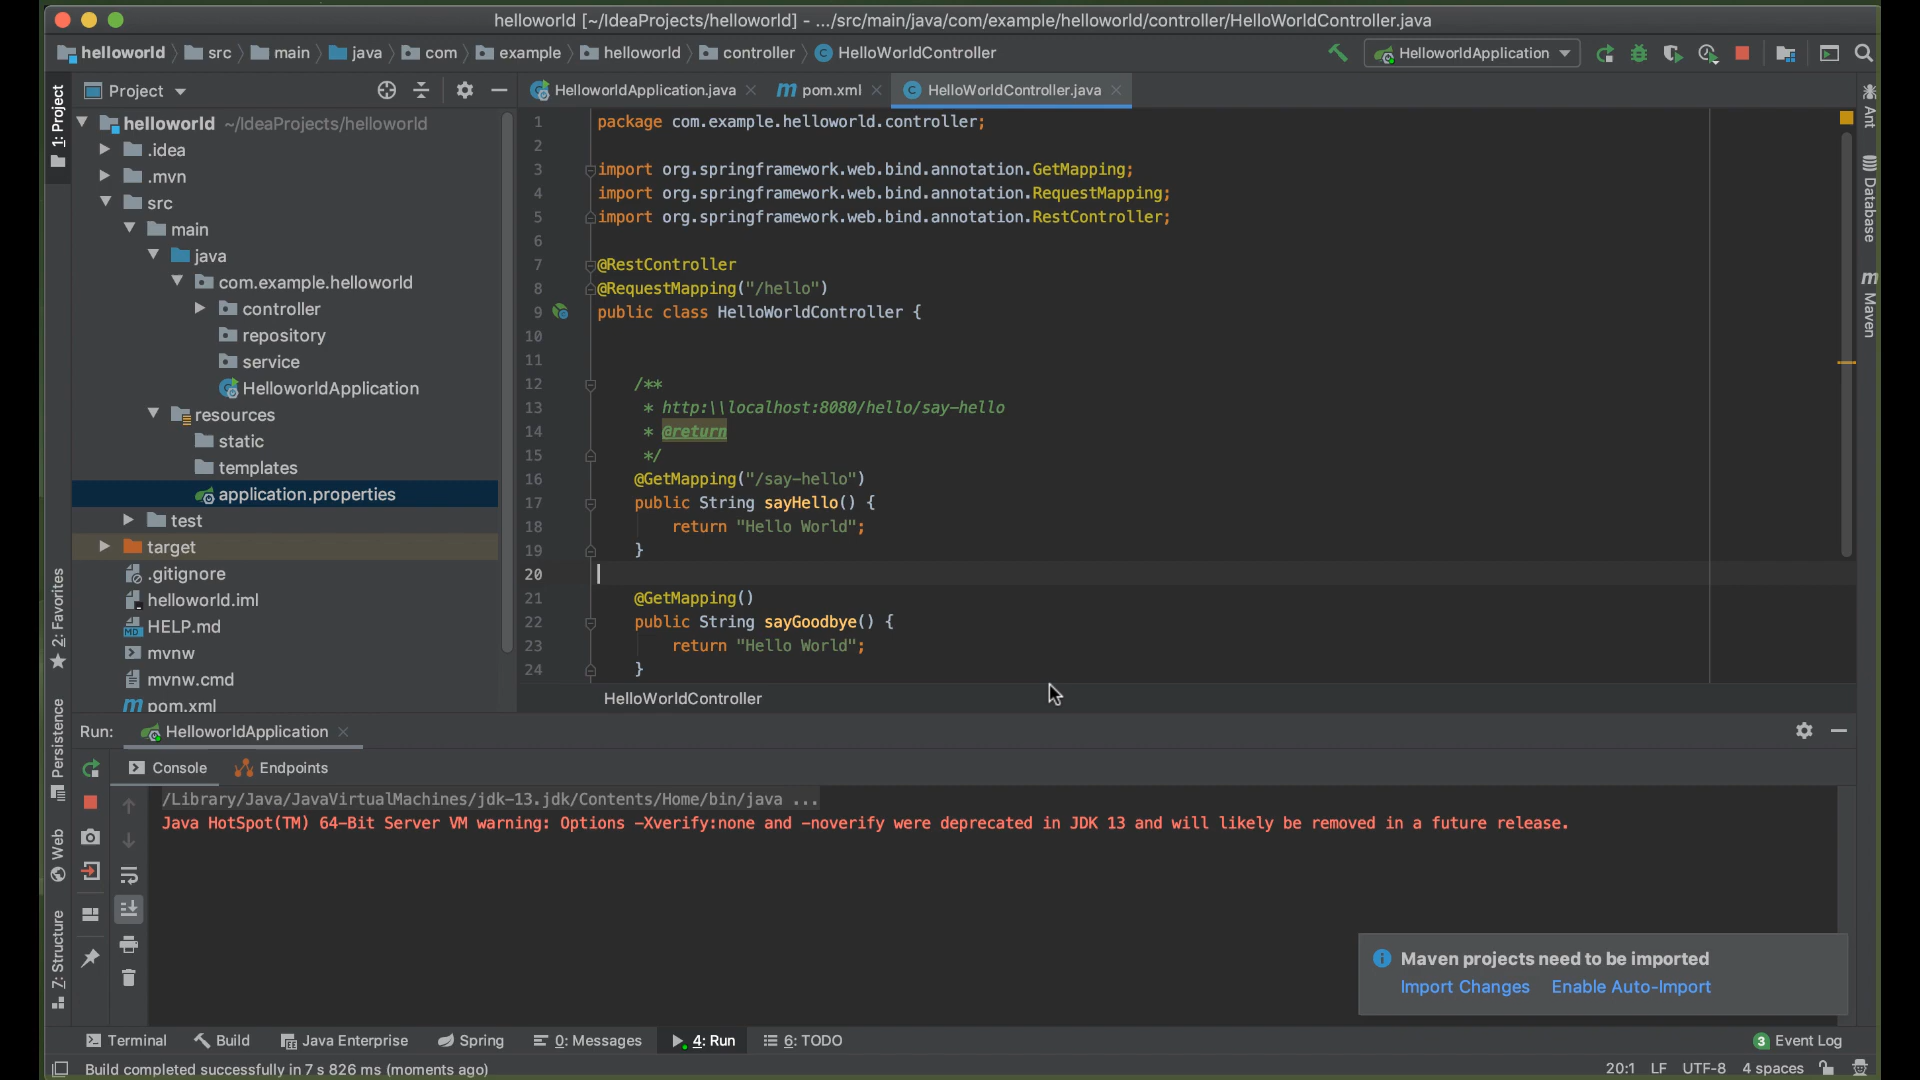 helloworld [~/IdeaProjects/helloworld] - .../src/main/java/com/example/helloworld/controller/HelloWorldController.java
helloworld src main java com example helloworld controller HelloWorldController
HelloworldApplication
Project
HelloworldApplication.java
pom.xml
HelloWorldController.java
1: Project
2: Favorites
Persistence
Web
7: Structure
helloworld ~/IdeaProjects/helloworld
.idea
.mvn
src
main
java
com.example.helloworld
controller
repository
service
HelloworldApplication
resources
static
templates
application.properties
test
target
.gitignore
helloworld.iml
HELP.md
mvnw
mvnw.cmd
pom.xml
1 package com.example.helloworld.controller;
2
3 import org.springframework.web.bind.annotation.GetMapping;
4 import org.springframework.web.bind.annotation.RequestMapping;
5 import org.springframework.web.bind.annotation.RestController;
6
7 @RestController
8 @RequestMapping("/hello")
9 public class HelloWorldController {
10
11
12 /**
13 * http:\\localhost:8080/hello/say-hello
14 * @return
15 */
16 @GetMapping("/say-hello")
17 public String sayHello() {
18 return "Hello World";
19 }
20
21 @GetMapping()
22 public String sayGoodbye() {
23 return "Hello World";
24 }
HelloWorldController
Ant
Database
Maven
Run: HelloworldApplication
Console
Endpoints
/Library/Java/JavaVirtualMachines/jdk-13.jdk/Contents/Home/bin/java ...
Java HotSpot(TM) 64-Bit Server VM warning: Options -Xverify:none and -noverify were deprecated in JDK 13 and will likely be removed in a future release.
Maven projects need to be imported
Import Changes Enable Auto-Import
Terminal Build Java Enterprise Spring 0: Messages 4: Run 6: TODO 3 Event Log
Build completed successfully in 7 s 826 ms (moments ago) 20:1 LF UTF-8 4 spaces